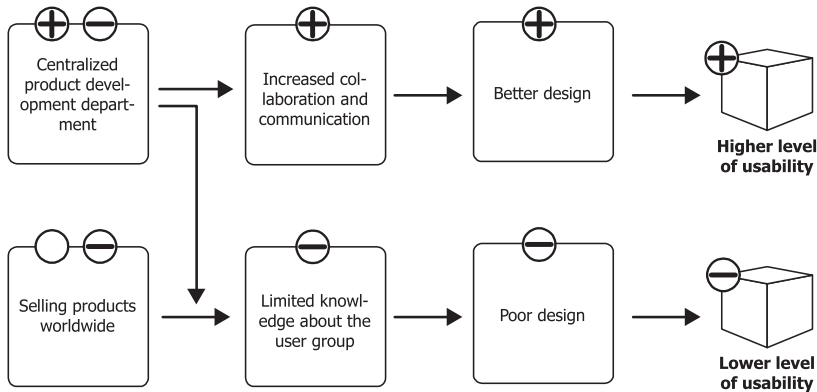 Centralized
product devel-
opment depart-
ment
Increased col-
laboration and
communication
Better design
Higher level
of usability
Selling products
worldwide
Limited knowl-
edge about the
user group
Poor design
Lower level
of usability